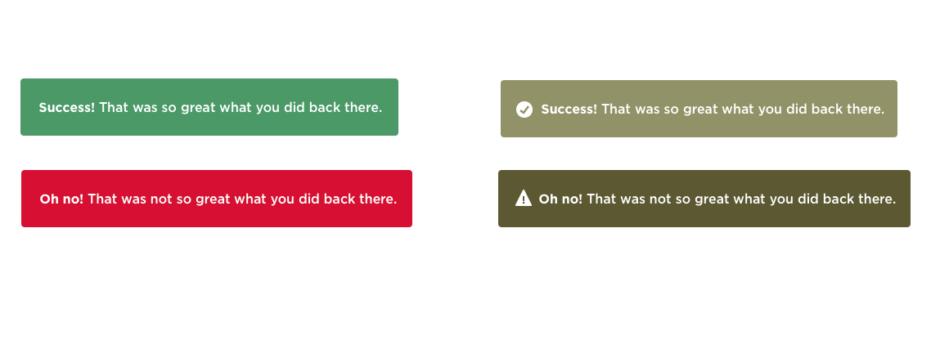 Success! That was so great what you did back there.
Success! That was so great what you did back there.
Oh no! That was not so great what you did back there.
Oh no! That was not so great what you did back there.